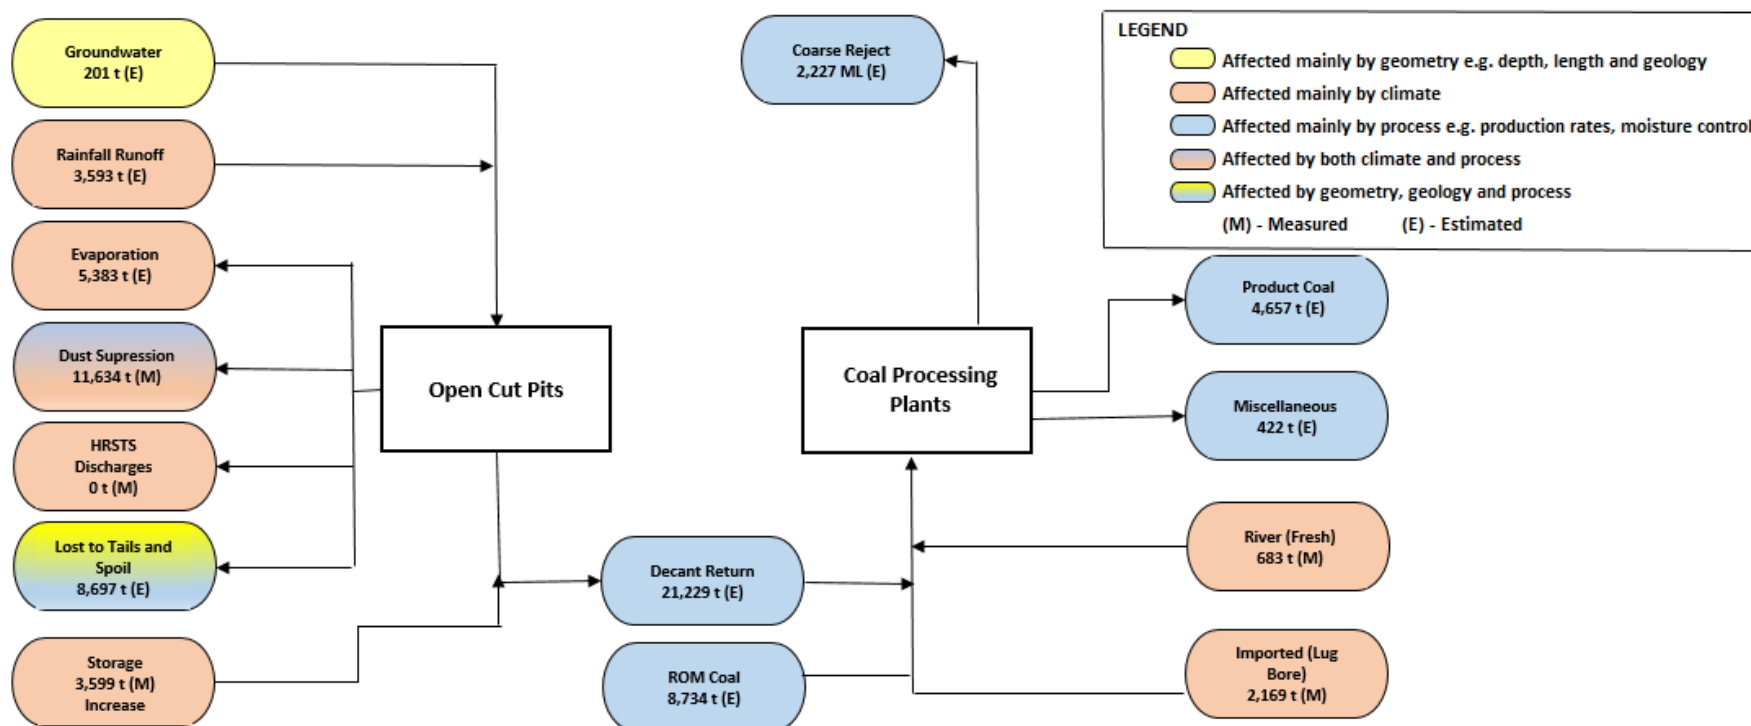 Groundwater
201 t (E)
Rainfall Runoff
3,593 t (E)
Evaporation
5,383 t (E)
Dust Supression
11,634 t (M)
HRSTS
Discharges
0 t (M)
Lost to Tails and
Spoil
8,697 t (E)
Storage
3,599 t (M)
Increase
Open Cut Pits
Decant Return
21,229 t (E)
ROM Coal
8,734 t (E)
Coarse Reject
2,227 ML (E)
Coal Processing
Plants
LEGEND
Affected mainly by geometry e.g. depth, length and geology
Affected mainly by climate
Affected mainly by process e.g. production rates, moisture control
Affected by both climate and process
Affected by geometry, geology and process
(M) - Measured (E) - Estimated
Product Coal
4,657 t (E)
Miscellaneous
422 t (E)
River (Fresh)
683 t (M)
Imported (Lug
Bore)
2,169 t (M)